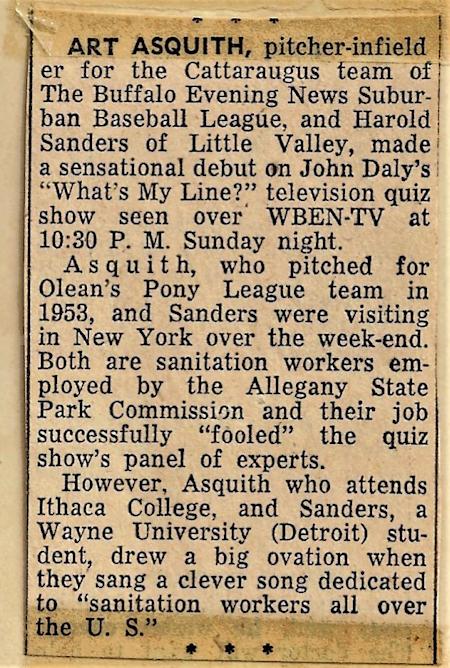 * * *
ART ASQUITH, pitcher-infield
er for the Cattaraugus team of
The Buffalo Evening News Subur-
ban Baseball League, and Harold
Sanders of Little Valley, made
a sensational debut on John Daly's
"What's My Line?" television quiz
show seen over WBEN-TV at
10:30 P. M. Sunday night.
Asquith, who pitched for
Olean's Pony League team in
1953, and Sanders were visiting
in New York over the week-end.
Both are sanitation workers em-
ployed by the Allegany State
Park Commission and their job
successfully "fooled" the quiz
show's panel of experts.
However, Asquith who attends
Ithaca College, and Sanders, a
Wayne University (Detroit) stu-
dent, drew a big ovation when
they sang a clever song dedicated
to "sanitation workers all over
the U. S."
* * *